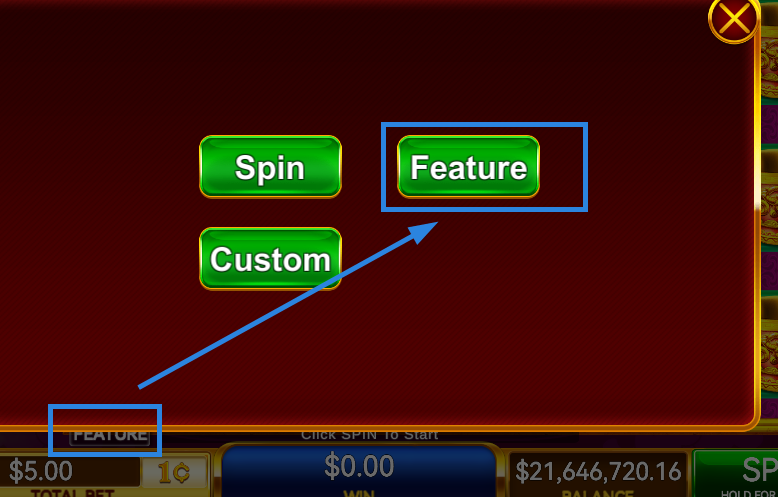 Spin
Feature
Custom
FEATURE
Click SPIN To Start
$5.00
1¢
$0.00
$21,646,720.16
TOTAL BET
WIN
BALANCE
HOLD FOR